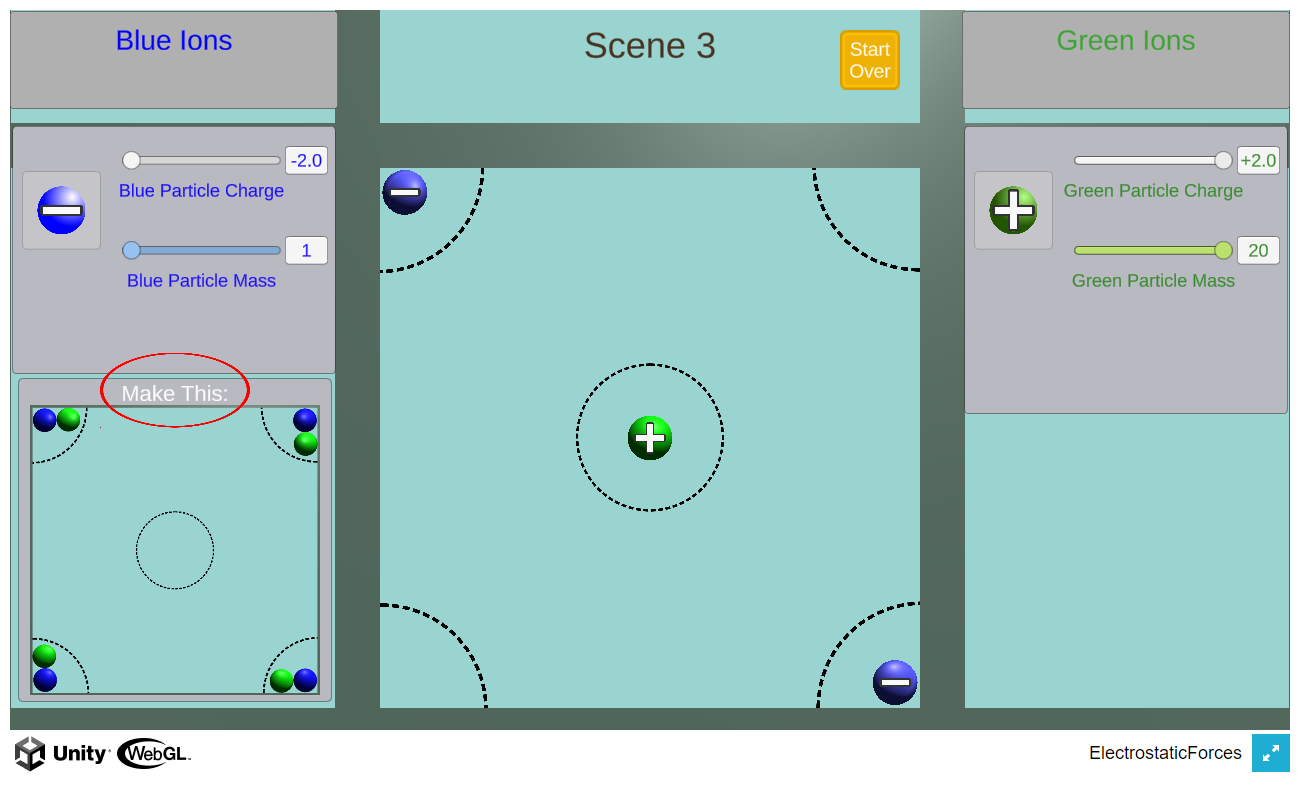 Blue Ions
Scene 3
Start
Over
Green Ions
-2.0
Blue Particle Charge
1
Blue Particle Mass
+2.0
Green Particle Charge
20
Green Particle Mass
Make This:
Unity
WebGL
ElectrostaticForces